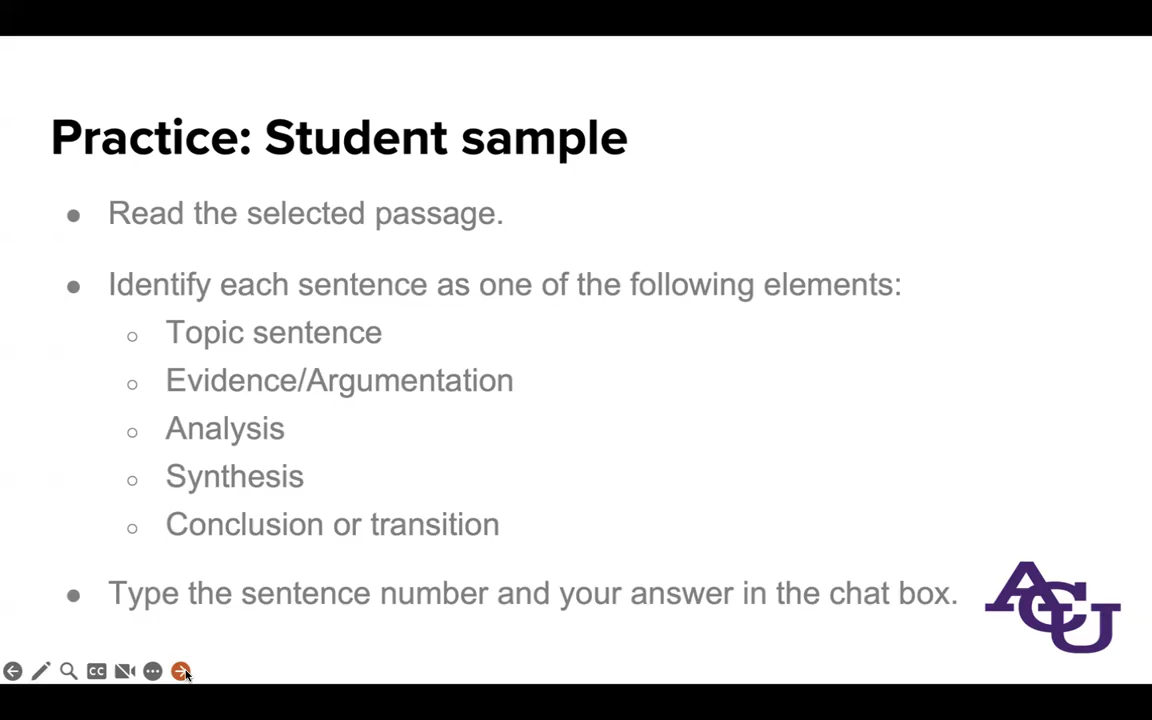 Practice: Student sample
● Read the selected passage.
● Identify each sentence as one of the following elements:
○ Topic sentence
○ Evidence/Argumentation
○ Analysis
○ Synthesis
○ Conclusion or transition
● Type the sentence number and your answer in the chat box.
ACU
CC